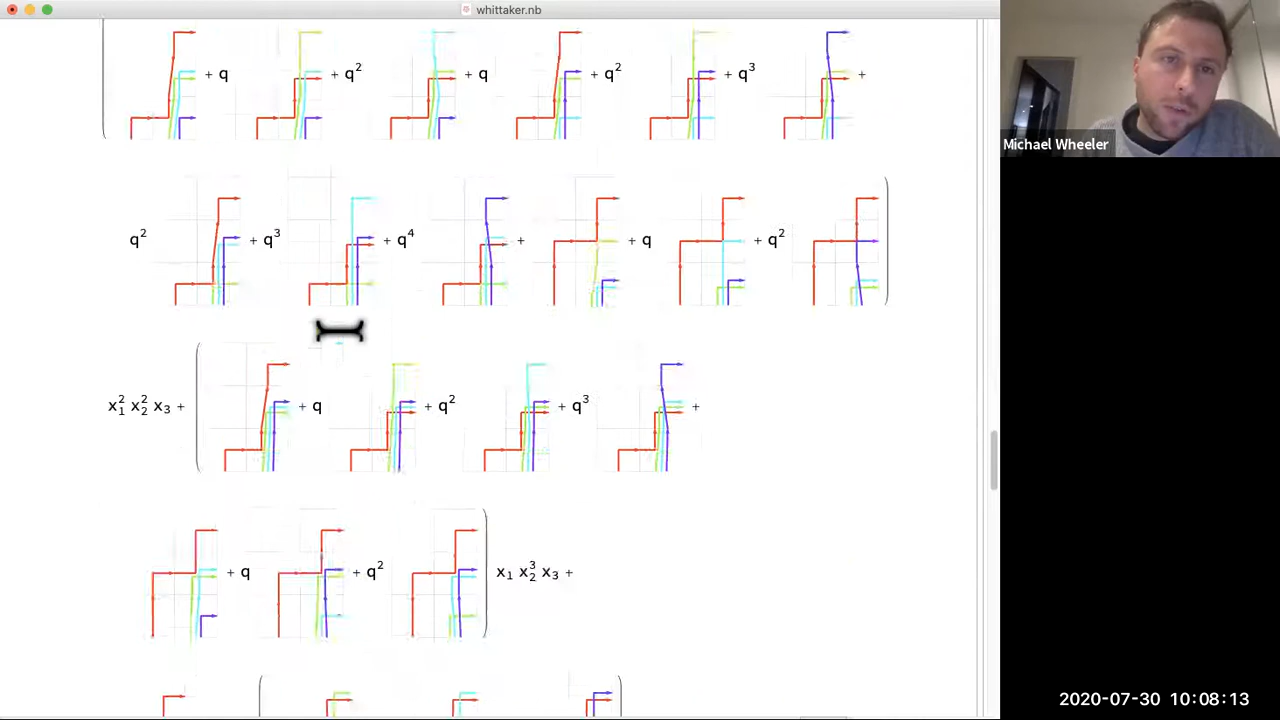 whittaker.nb
+ q + q² + q + q² + q³ +
q² + q³ + q⁴ + + q + q²
x₁² x₂² x₃ + + q + q² + q³ +
+ q + q² x₁ x₂³ x₃ +
Michael Wheeler
2020-07-30 10:08:13